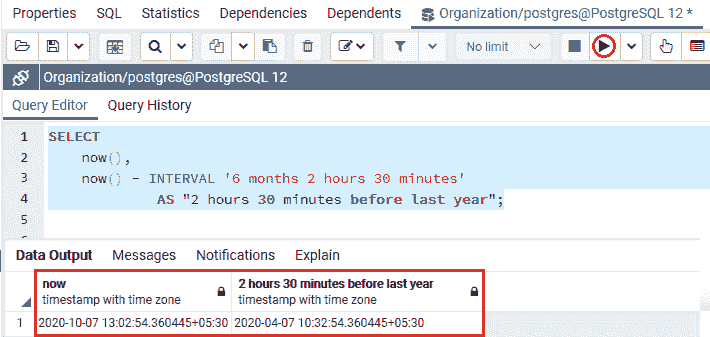 Properties SQL Statistics Dependencies Dependents Organization/postgres@PostgreSQL 12 *
No limit
Organization/postgres@PostgreSQL 12
Query Editor Query History
1 SELECT
2 now(),
3 now() - INTERVAL '6 months 2 hours 30 minutes'
4 AS "2 hours 30 minutes before last year";
5
Data Output Messages Notifications Explain
now 2 hours 30 minutes before last year
timestamp with time zone timestamp with time zone
1 2020-10-07 13:02:54.360445+05:30 2020-04-07 10:32:54.360445+05:30